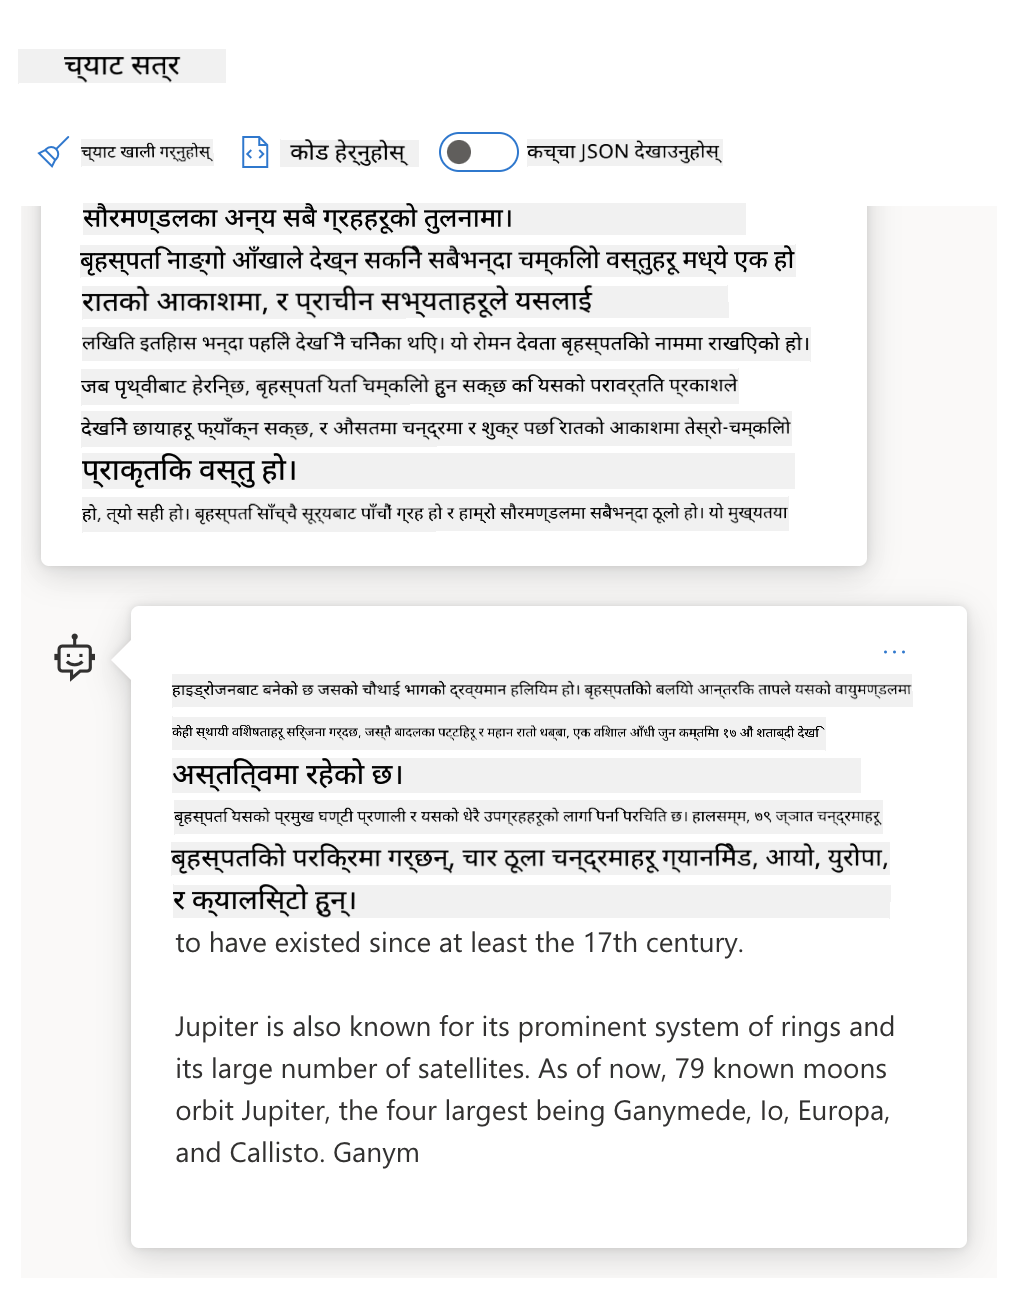 च्याट सत्र
च्याट खाली गर्नुहोस्
कोड हेर्नुहोस्
कच्चा JSON देखाउनुहोस्
सौरमण्डलका अन्य सबै ग्रहहरूको तुलनामा।
बृहस्पति नाङ्गो आँखाले देख्न सकिने सबैभन्दा चम्किलो वस्तुहरू मध्ये एक हो
रातको आकाशमा, र प्राचीन सभ्यताहरूले यसलाई
लिखित इतिहास भन्दा पहिले देखि नै चिनेका थिए। यो रोमन देवता बृहस्पतिको नाममा राखिएको हो।
जब पृथ्वीबाट हेरिन्छ, बृहस्पति यति चम्किलो हुन सक्छ कि यसको परावर्तित प्रकाशले
देखिने छायाहरू फ्याँक्न सक्छ, र औसतमा चन्द्रमा र शुक्र पछि रातको आकाशमा तेस्रो-चम्किलो
प्राकृतिक वस्तु हो।
हो, त्यो सही हो। बृहस्पति साँच्चै सूर्यबाट पाँचौं ग्रह हो र हाम्रो सौरमण्डलमा सबैभन्दा ठूलो हो। यो मुख्यतया
हाइड्रोजनबाट बनेको छ जसको चौथाई भागको द्रव्यमान हिलियम हो। बृहस्पतिको बलियो आन्तरिक तापले यसको वायुमण्डलमा
केही स्थायी विशेषताहरू सिर्जना गर्दछ, जस्तै बादलका पट्टिहरू र महान रातो धब्बा, एक विशाल आँधी जुन कम्तिमा १७ औं शताब्दी देखि
अस्तित्वमा रहेको छ।
बृहस्पति यसको प्रमुख घण्टी प्रणाली र यसको धेरै उपग्रहहरूको लागि पनि परिचित छ। हालसम्म, ७९ ज्ञात चन्द्रमाहरू
बृहस्पतिको परिक्रमा गर्छन्, चार ठूला चन्द्रमाहरू ग्यानिमेड, आयो, युरोपा,
र क्यालिस्टो हुन्।
to have existed since at least the 17th century.
Jupiter is also known for its prominent system of rings and
its large number of satellites. As of now, 79 known moons
orbit Jupiter, the four largest being Ganymede, Io, Europa,
and Callisto. Ganym